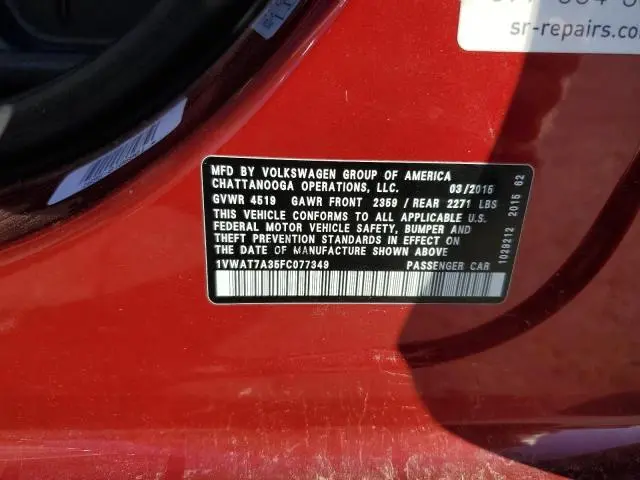 sr-repairs.com
MFD BY VOLKSWAGEN GROUP OF AMERICA
CHATTANOOGA OPERATIONS, LLC. 03/2015
GVWR 4519 GAWR FRONT 2359 / REAR 2271 LBS
THIS VEHICLE CONFORMS TO ALL APPLICABLE U.S.
FEDERAL MOTOR VEHICLE SAFETY, BUMPER AND
THEFT PREVENTION STANDARDS IN EFFECT ON
THE DATE OF MANUFACTURE SHOWN ABOVE
1VWAT7A35FC077349 PASSENGER CAR
1029212 2015 62